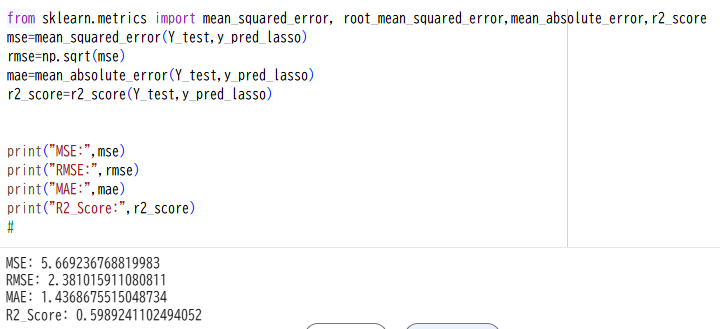 from sklearn.metrics import mean_squared_error, root_mean_squared_error,mean_absolute_error,r2_score
mse=mean_squared_error(Y_test,y_pred_lasso)
rmse=np.sqrt(mse)
mae=mean_absolute_error(Y_test,y_pred_lasso)
r2_score=r2_score(Y_test,y_pred_lasso)
print("MSE:",mse)
print("RMSE:",rmse)
print("MAE:",mae)
print("R2_Score:",r2_score)
#
MSE: 5.669236768819983
RMSE: 2.381015911080811
MAE: 1.4368675515048734
R2_Score: 0.5989241102494052